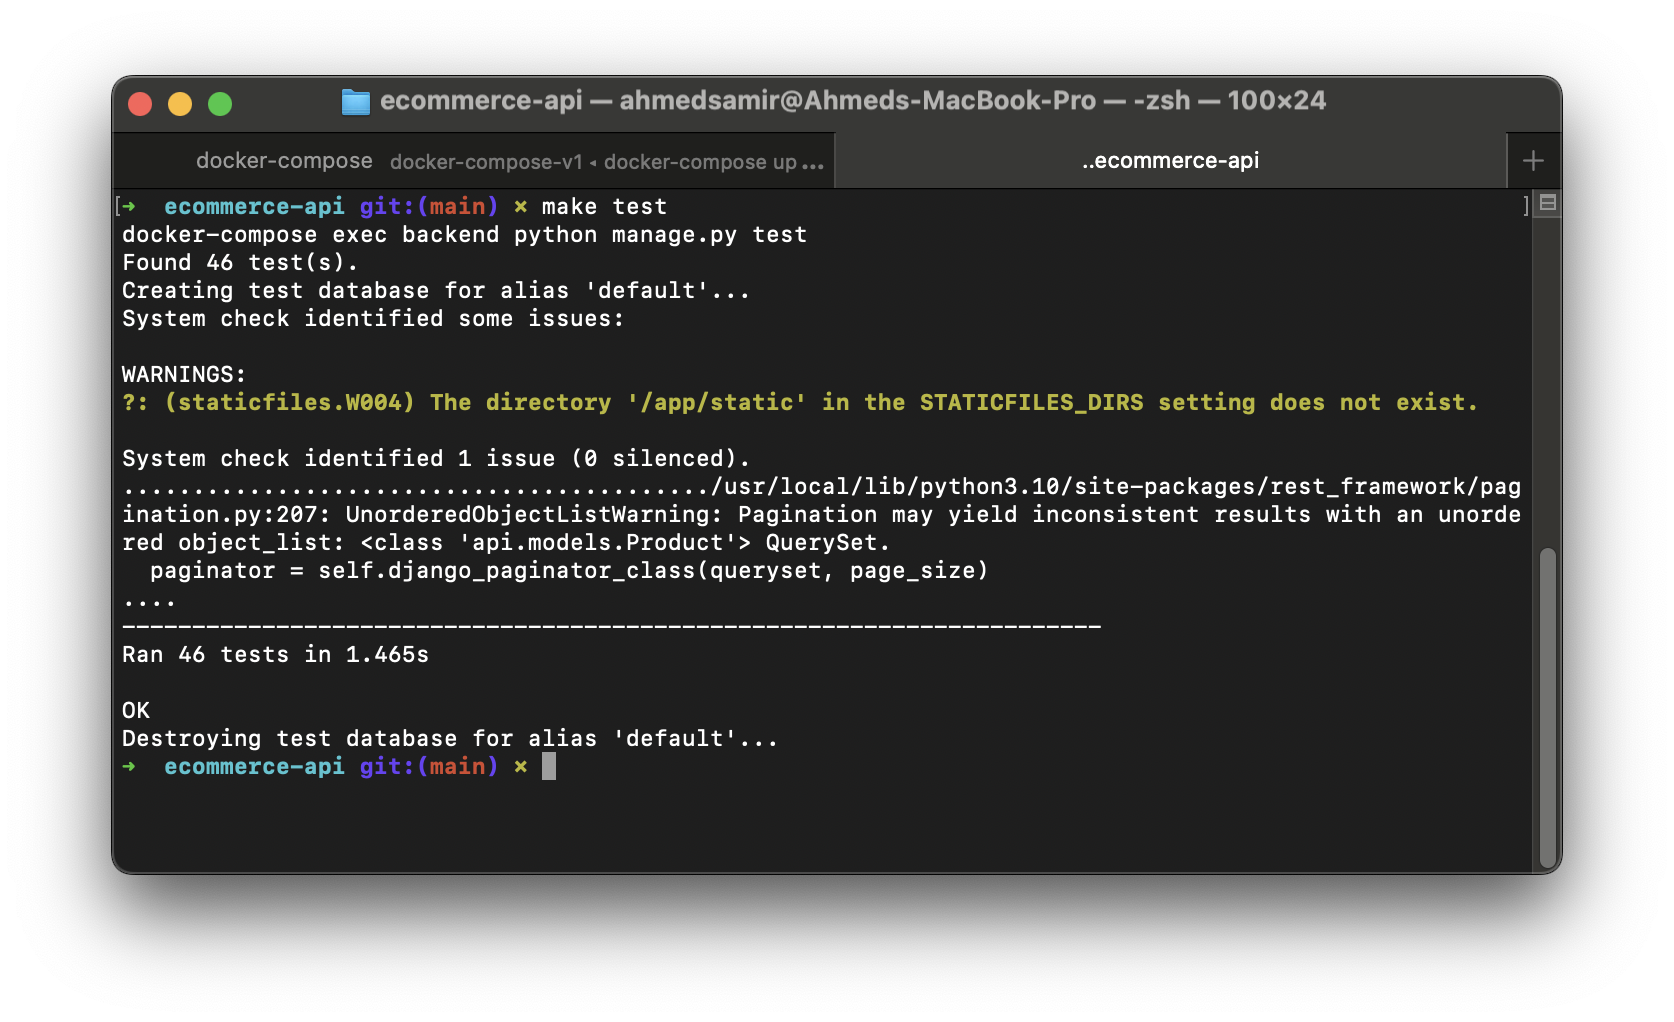 ecommerce-api — ahmedsamir@Ahmeds-MacBook-Pro — -zsh — 100×24
docker-compose docker-compose-v1 ◂ docker-compose up ...
..ecommerce-api
+
[➜  ecommerce-api git:(main) ✗ make test ]
docker-compose exec backend python manage.py test
Found 46 test(s).
Creating test database for alias 'default'...
System check identified some issues:
WARNINGS:
?: (staticfiles.W004) The directory '/app/static' in the STATICFILES_DIRS setting does not exist.
System check identified 1 issue (0 silenced).
........................................../usr/local/lib/python3.10/site-packages/rest_framework/pag
ination.py:207: UnorderedObjectListWarning: Pagination may yield inconsistent results with an unorde
red object_list: <class 'api.models.Product'> QuerySet.
  paginator = self.django_paginator_class(queryset, page_size)
....
----------------------------------------------------------------------
Ran 46 tests in 1.465s
OK
Destroying test database for alias 'default'...
➜  ecommerce-api git:(main) ✗